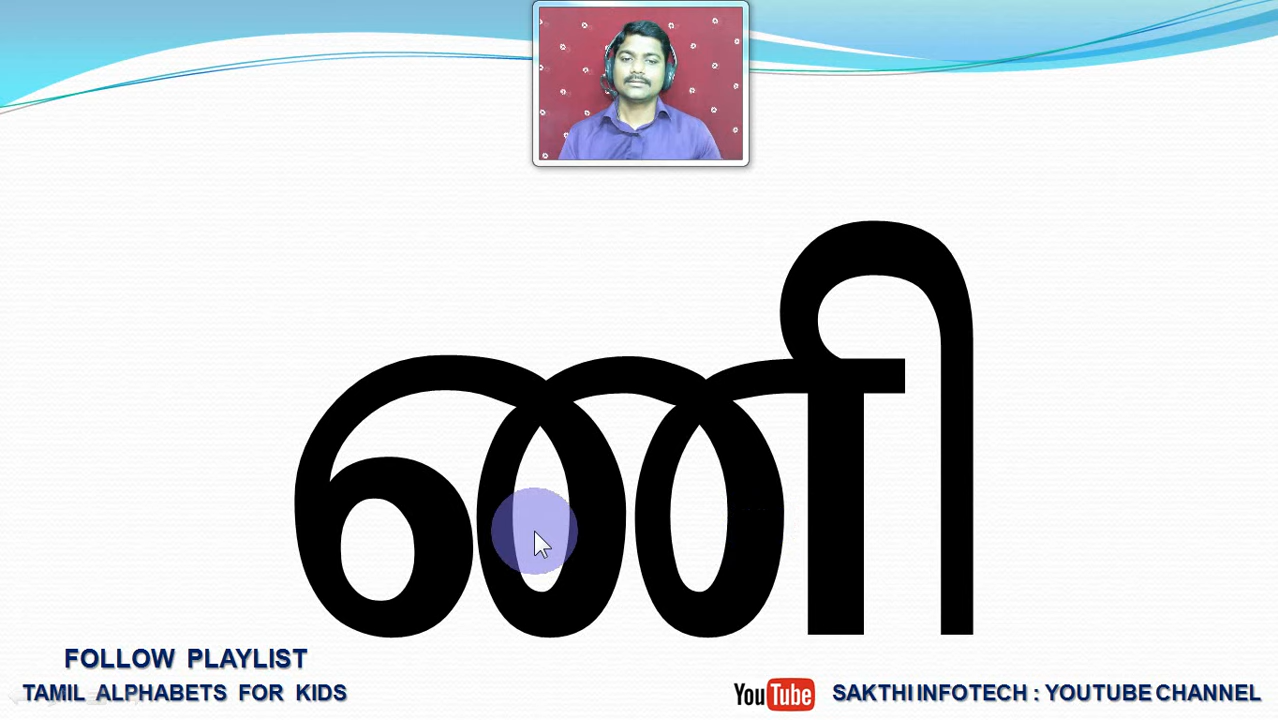 ணி
FOLLOW PLAYLIST
TAMIL ALPHABETS FOR KIDS
YouTube SAKTHI INFOTECH : YOUTUBE CHANNEL